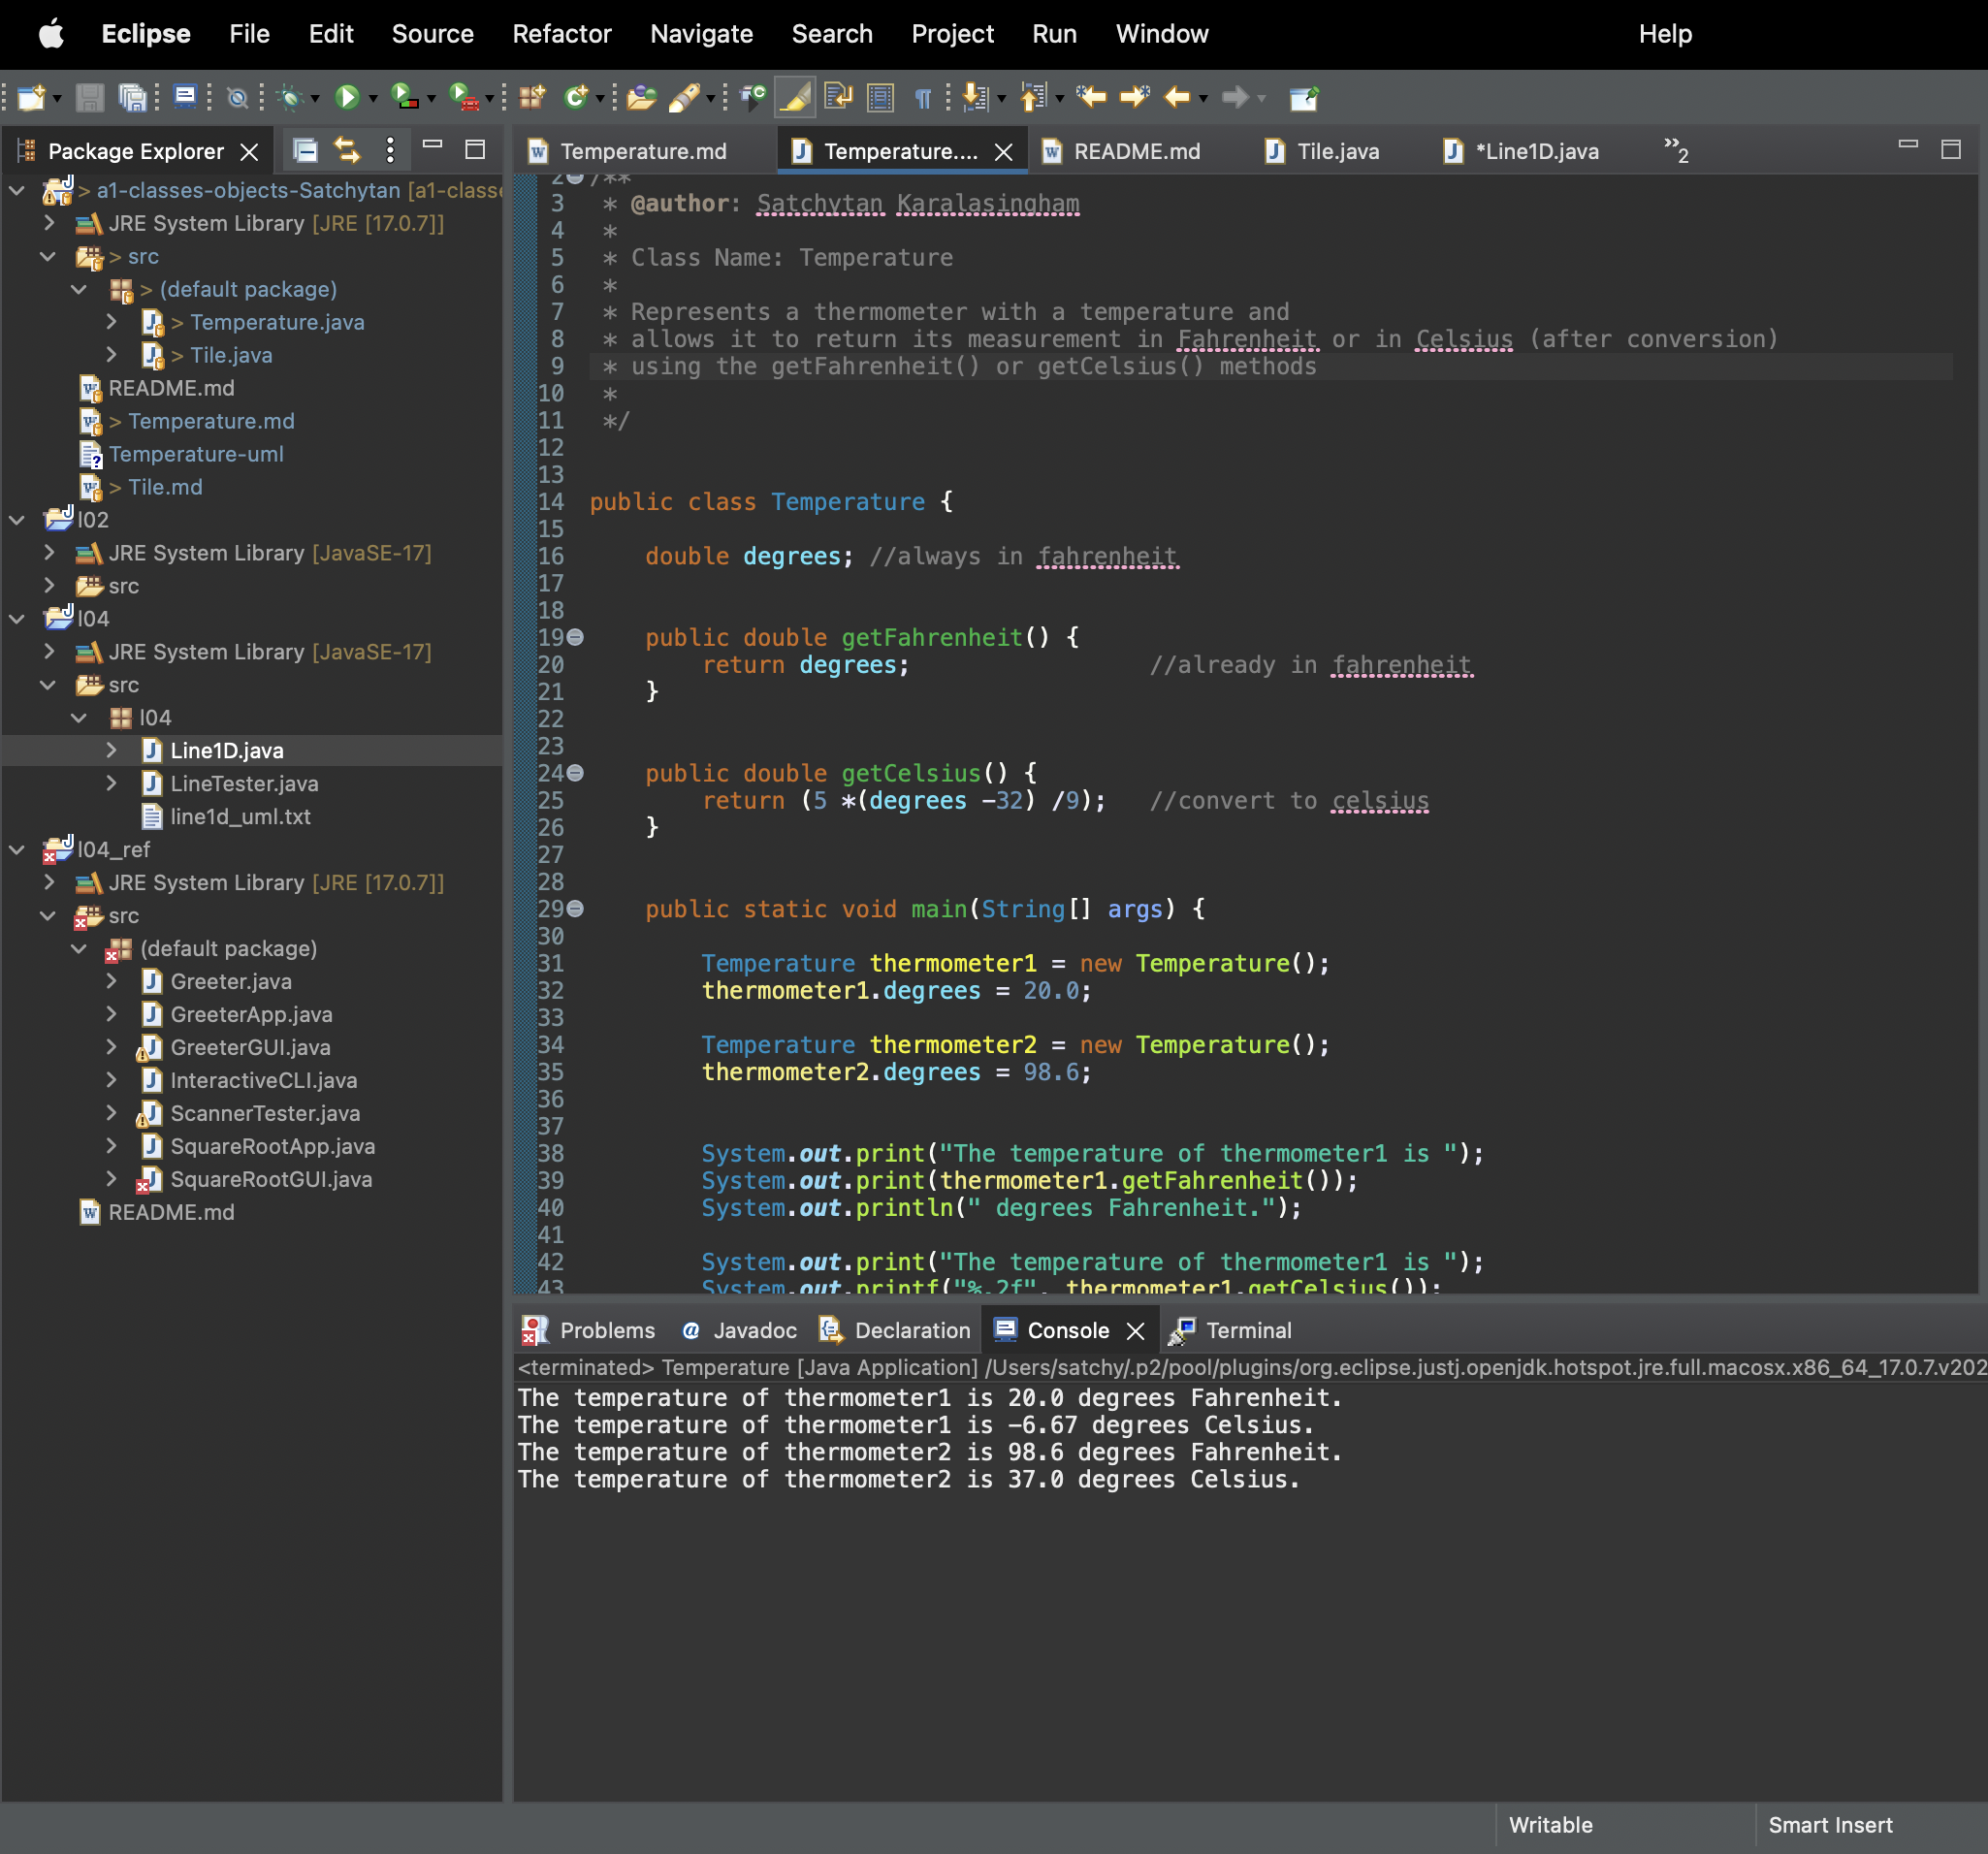 Eclipse File Edit Source Refactor Navigate Search Project Run Window Help
Package Explorer
> a1-classes-objects-Satchytan [a1-classe
JRE System Library [JRE [17.0.7]]
> src
> (default package)
> Temperature.java
> Tile.java
README.md
> Temperature.md
Temperature-uml
> Tile.md
l02
JRE System Library [JavaSE-17]
src
l04
JRE System Library [JavaSE-17]
src
l04
Line1D.java
LineTester.java
line1d_uml.txt
l04_ref
JRE System Library [JRE [17.0.7]]
src
(default package)
Greeter.java
GreeterApp.java
GreeterGUI.java
InteractiveCLI.java
ScannerTester.java
SquareRootApp.java
SquareRootGUI.java
README.md
Temperature.md Temperature.... README.md Tile.java *Line1D.java »2
2 /**
3 * @author: Satchytan Karalasingham
4 *
5 * Class Name: Temperature
6 *
7 * Represents a thermometer with a temperature and
8 * allows it to return its measurement in Fahrenheit or in Celsius (after conversion)
9 * using the getFahrenheit() or getCelsius() methods
10 *
11 */
12
13
14 public class Temperature {
15
16 double degrees; //always in fahrenheit
17
18
19 public double getFahrenheit() {
20 return degrees; //already in fahrenheit
21 }
22
23
24 public double getCelsius() {
25 return (5 *(degrees -32) /9); //convert to celsius
26 }
27
28
29 public static void main(String[] args) {
30
31 Temperature thermometer1 = new Temperature();
32 thermometer1.degrees = 20.0;
33
34 Temperature thermometer2 = new Temperature();
35 thermometer2.degrees = 98.6;
36
37
38 System.out.print("The temperature of thermometer1 is ");
39 System.out.print(thermometer1.getFahrenheit());
40 System.out.println(" degrees Fahrenheit.");
41
42 System.out.print("The temperature of thermometer1 is ");
43 System.out.printf("%.2f", thermometer1.getCelsius());
Problems Javadoc Declaration Console Terminal
<terminated> Temperature [Java Application] /Users/satchy/.p2/pool/plugins/org.eclipse.justj.openjdk.hotspot.jre.full.macosx.x86_64_17.0.7.v202
The temperature of thermometer1 is 20.0 degrees Fahrenheit.
The temperature of thermometer1 is -6.67 degrees Celsius.
The temperature of thermometer2 is 98.6 degrees Fahrenheit.
The temperature of thermometer2 is 37.0 degrees Celsius.
Writable Smart Insert